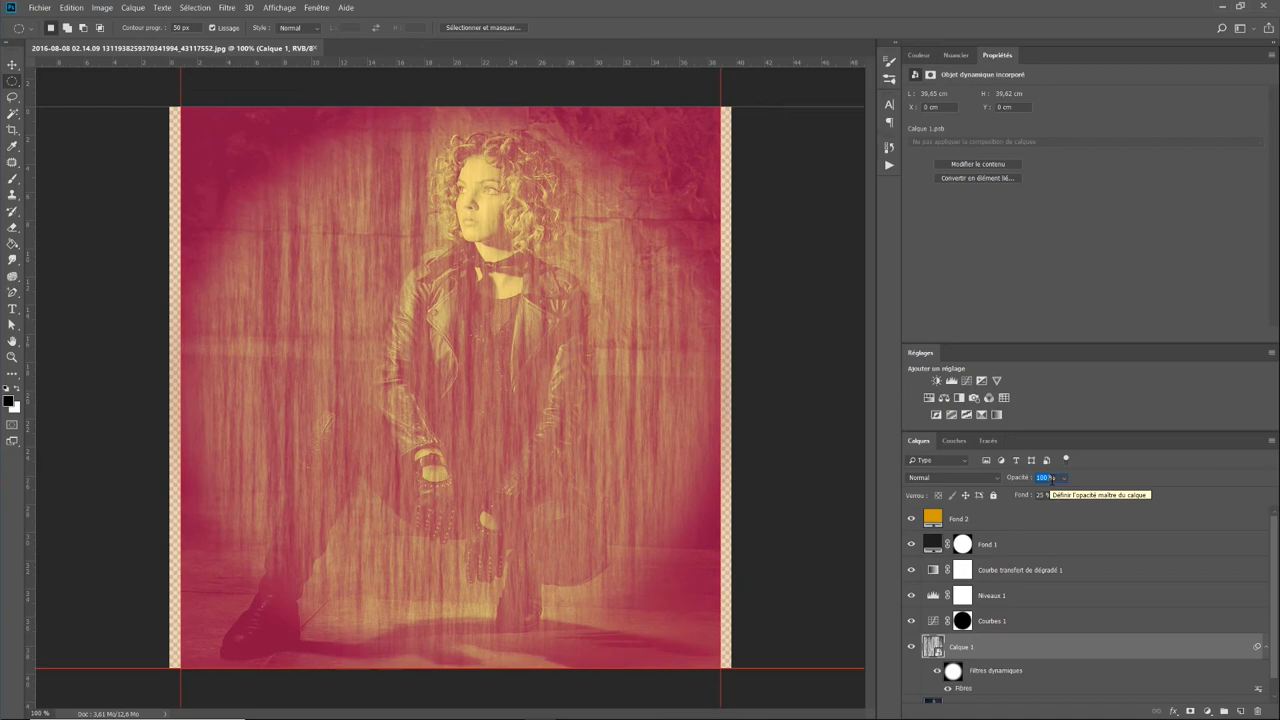 Fichier Edition Image Calque Texte Sélection Filtre 3D Affichage Fenêtre Aide
Contour progr. : 50 px Lissage Style : Normal L : H : Sélectionner et masquer...
2016-08-08 02.14.09 1311938259370341994_43117552.jpg @ 100% (Calque 1, RVB/8
Couleur Nuancier Propriétés
Objet dynamique incorporé
L : 39,65 cm H : 39,62 cm
X : 0 cm Y : 0 cm
Calque 1.psb
Ne pas appliquer la composition de calques
Modifier le contenu
Convertir en élément lié...
Réglages
Ajouter un réglage
Calques Couches Tracés
Type
Normal Opacité : 100 %
Verrou : Fond : 25 %
Définir l'opacité maître du calque
Fond 2
Fond 1
Courbe transfert de dégradé 1
Niveaux 1
Courbes 1
Calque 1
Filtres dynamiques
Fibres
100 % Doc : 3,61 Mo/12,6 Mo